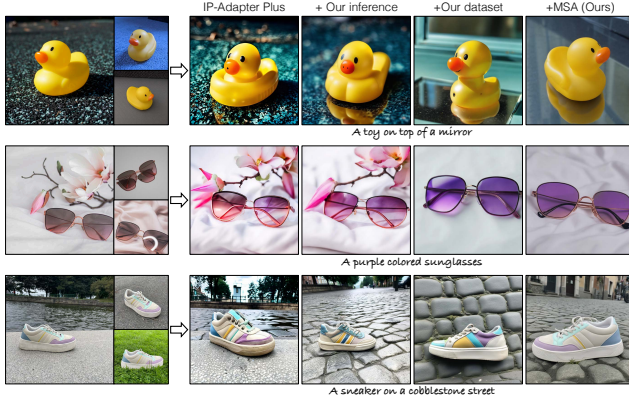 IP-Adapter Plus + Our inference +Our dataset +MSA (Ours)
A toy on top of a mirror
A purple colored sunglasses
A sneaker on a cobblestone street